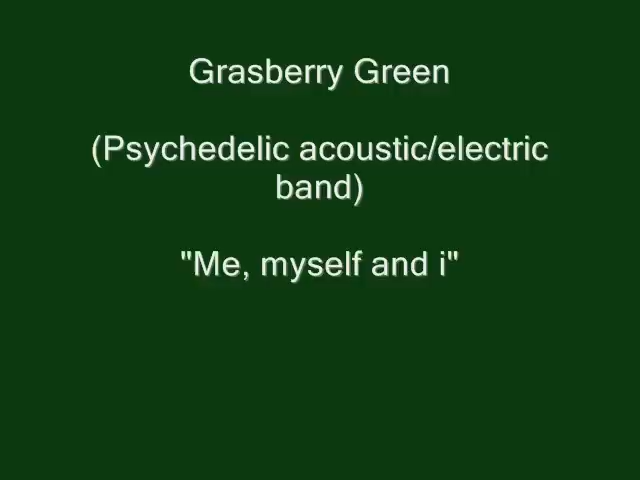 Grasberry Green
(Psychedelic acoustic/electric
band)
"Me, myself and i"